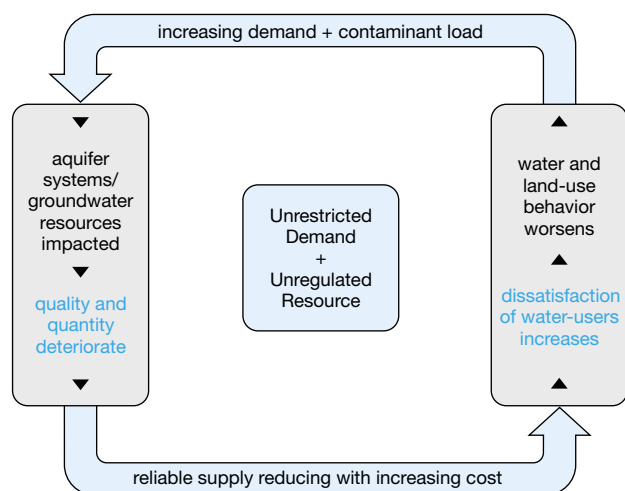 increasing demand + contaminant load
aquifer
systems/
groundwater
resources
impacted
quality and
quantity
deteriorate
Unrestricted
Demand
+
Unregulated
Resource
water and
land-use
behavior
worsens
dissatisfaction
of water-users
increases
reliable supply reducing with increasing cost